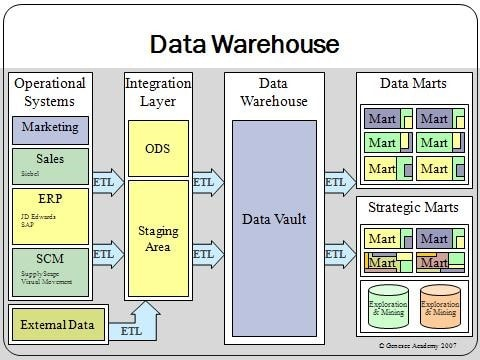 Data Warehouse
Operational
Systems
Marketing
Sales
Siebel
ERP
JD Edwards
SAP
SCM
SupplyScape
Visual Movement
External Data
ETL
ETL
ETL
Integration
Layer
ODS
Staging
Area
ETL
ETL
Data
Warehouse
Data Vault
ETL
ETL
Data Marts
Mart Mart
Mart Mart
Mart Mart
Strategic Marts
Mart Mart
Mart Mart
Exploration
& Mining
Exploration
& Mining
© Genesee Academy 2007